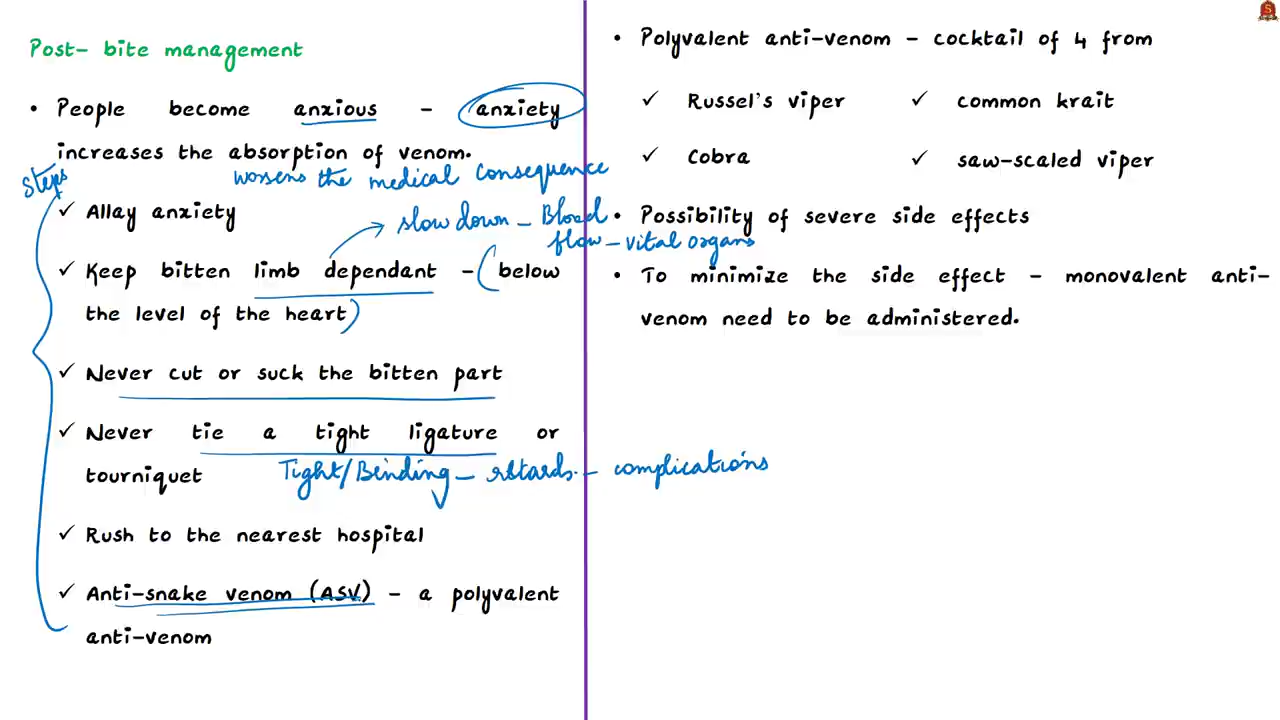 Post- bite management
• People become anxious - anxiety
increases the absorption of venom.
worsens the medical consequence
Steps
✓ Allay anxiety
slow down - Blood
flow - vital organs
✓ Keep bitten limb dependant - (below
the level of the heart)
✓ Never cut or suck the bitten part
✓ Never tie a tight ligature or
tourniquet
Tight/Binding - retards - complications
✓ Rush to the nearest hospital
✓ Anti-snake venom (ASV) - a polyvalent
anti-venom
• Polyvalent anti-venom - cocktail of 4 from
✓ Russel's viper ✓ common krait
✓ Cobra ✓ saw-scaled viper
• Possibility of severe side effects
• To minimize the side effect - monovalent anti-
venom need to be administered.